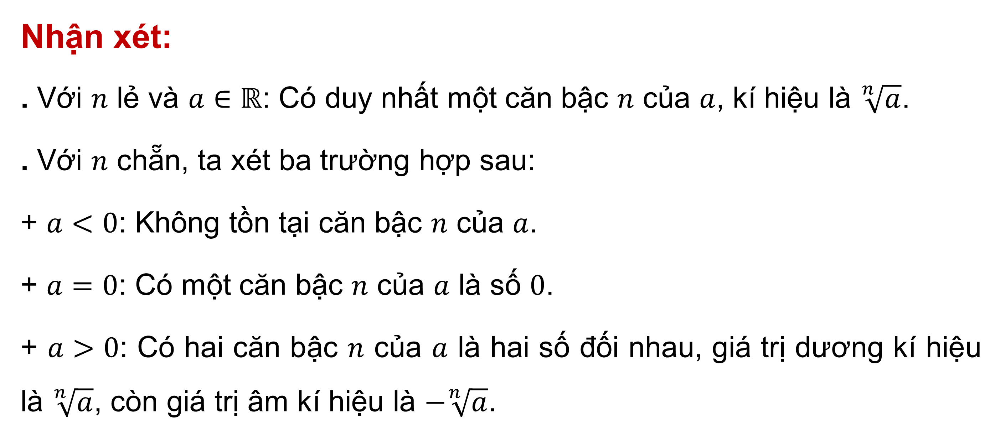 Nhận xét:
. Với n lẻ và a ∈ ℝ: Có duy nhất một căn bậc n của a, kí hiệu là ⁿ√a.
. Với n chẵn, ta xét ba trường hợp sau:
+ a < 0: Không tồn tại căn bậc n của a.
+ a = 0: Có một căn bậc n của a là số 0.
+ a > 0: Có hai căn bậc n của a là hai số đối nhau, giá trị dương kí hiệu
là ⁿ√a, còn giá trị âm kí hiệu là −ⁿ√a.